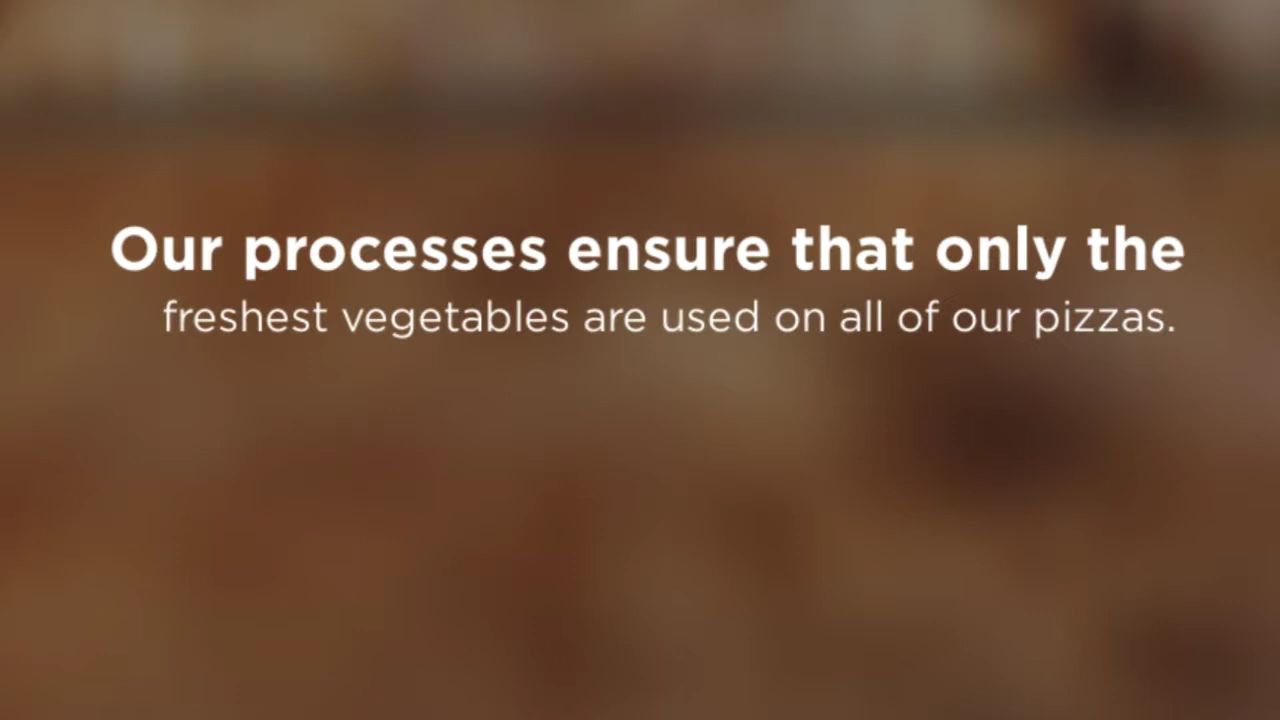 Our processes ensure that only the
freshest vegetables are used on all of our pizzas.